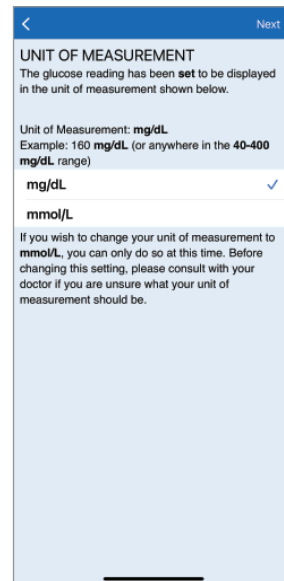 Next
UNIT OF MEASUREMENT
The glucose reading has been set to be displayed
in the unit of measurement shown below.
Unit of Measurement: mg/dL
Example: 160 mg/dL (or anywhere in the 40-400
mg/dL range)
mg/dL
mmol/L
If you wish to change your unit of measurement to
mmol/L, you can only do so at this time. Before
changing this setting, please consult with your
doctor if you are unsure what your unit of
measurement should be.